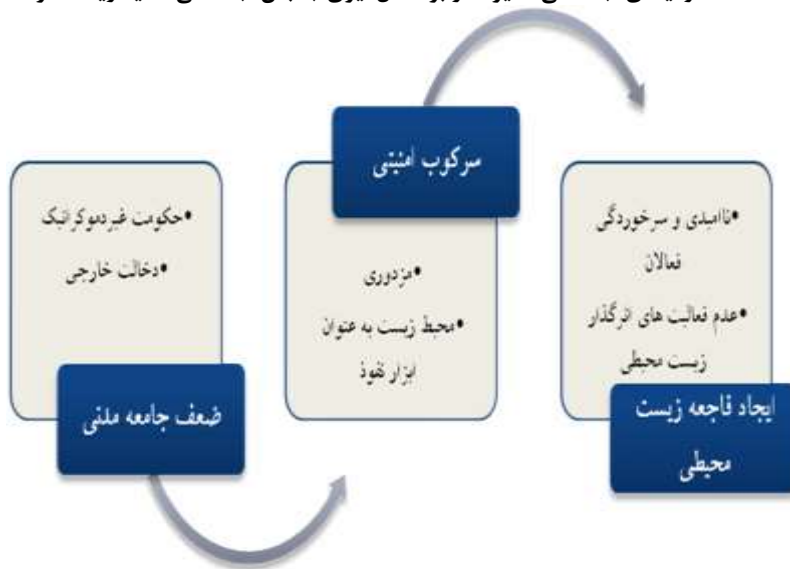 •حکومت غیردموکراتیک
•دخالت خارجی
ضعف جامعه مدنی
سرکوب امنیتی
•مزدوری
•محیط زیست به عنوان
ابزار نفوذ
•ناامیدی و سرخوردگی
فعالان
•عدم فعالیت های اثرگذار
زیست محیطی
ایجاد فاجعه زیست
محیطی